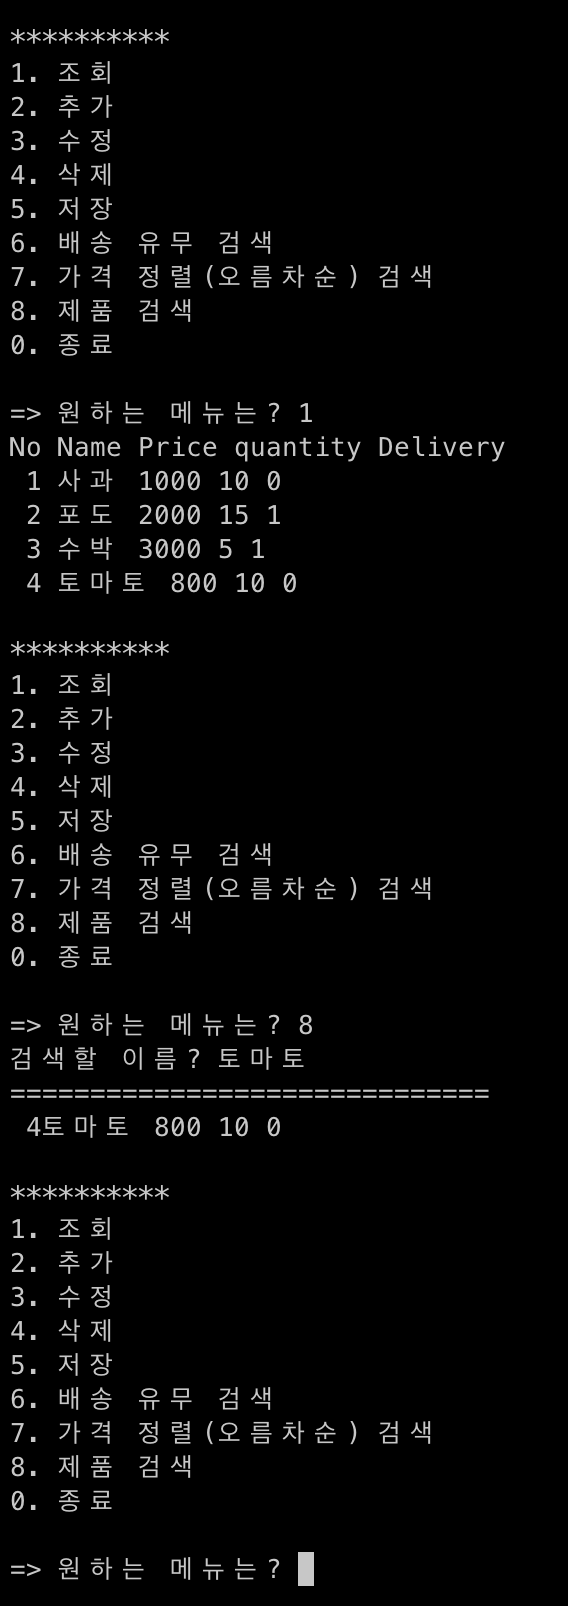 **********
1. 조회
2. 추가
3. 수정
4. 삭제
5. 저장
6. 배송 유무 검색
7. 가격 정렬(오름차순) 검색
8. 제품 검색
0. 종료
=> 원하는 메뉴는? 1
No Name Price quantity Delivery
1 사과 1000 10 0
2 포도 2000 15 1
3 수박 3000 5 1
4 토마토 800 10 0
**********
1. 조회
2. 추가
3. 수정
4. 삭제
5. 저장
6. 배송 유무 검색
7. 가격 정렬(오름차순) 검색
8. 제품 검색
0. 종료
=> 원하는 메뉴는? 8
검색할 이름? 토마토
==============================
4토마토 800 10 0
**********
1. 조회
2. 추가
3. 수정
4. 삭제
5. 저장
6. 배송 유무 검색
7. 가격 정렬(오름차순) 검색
8. 제품 검색
0. 종료
=> 원하는 메뉴는?